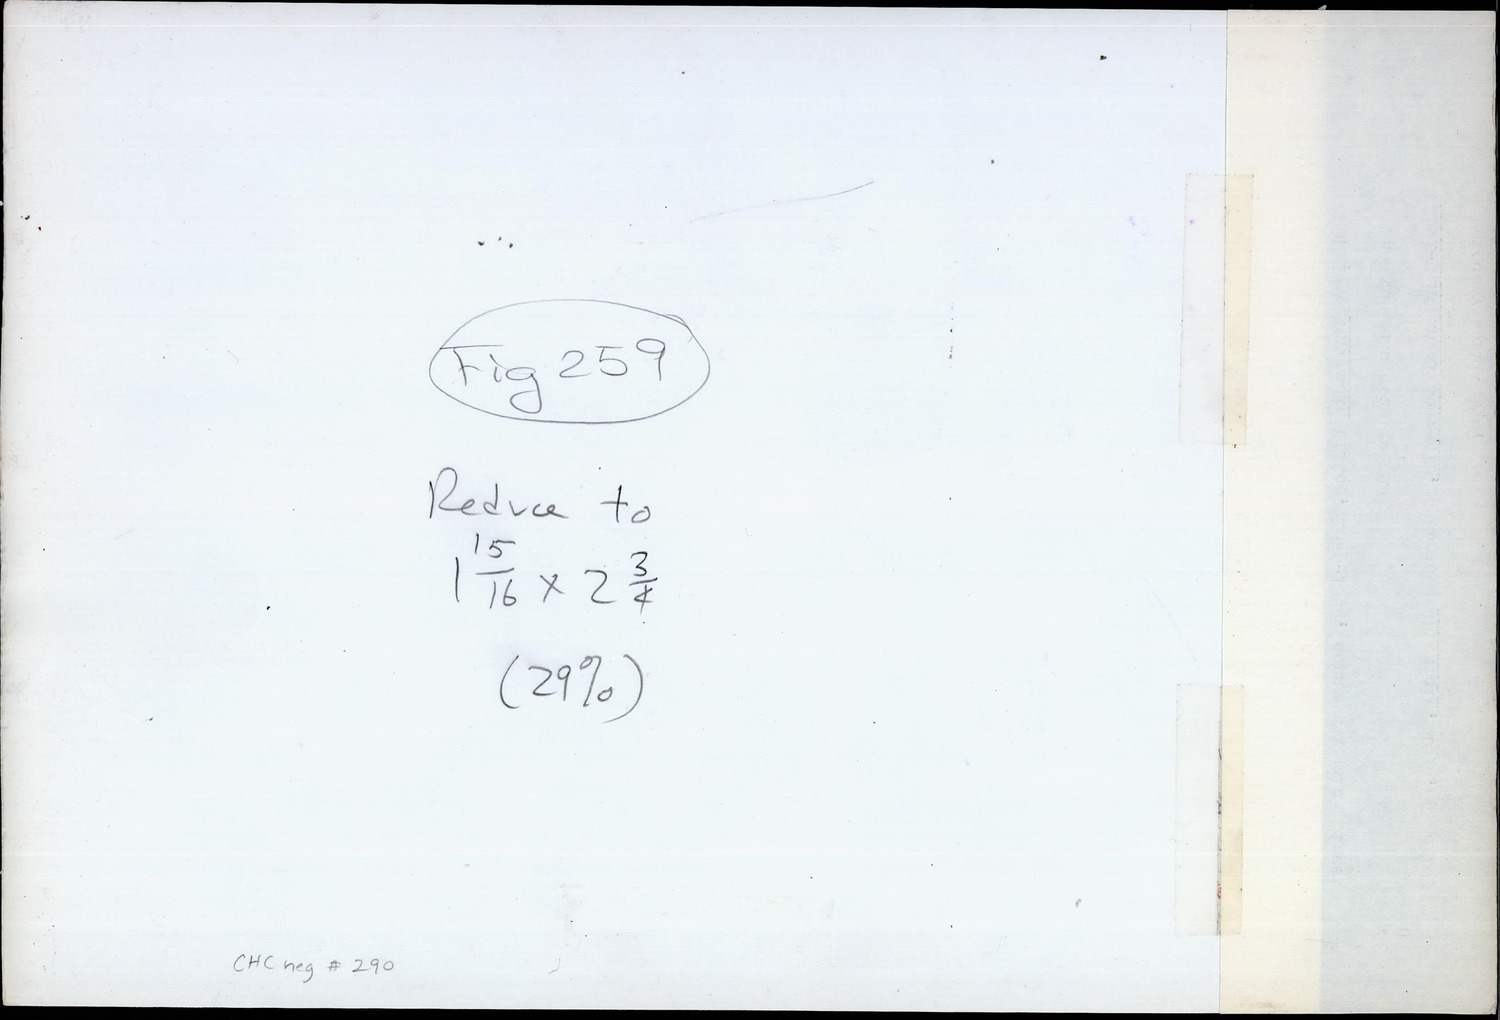 Fig 259
Reduce to
1 15/16 x 2 3/4
(29%)
CHC neg # 290